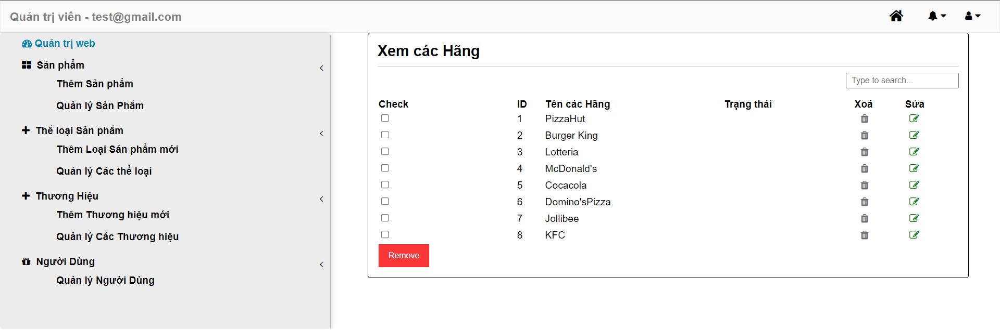 Quản trị viên - test@gmail.com
Quản trị web
Sản phẩm
Thêm Sản phẩm
Quản lý Sản Phẩm
Thể loại Sản phẩm
Thêm Loại Sản phẩm mới
Quản lý Các thể loại
Thương Hiệu
Thêm Thương hiệu mới
Quản lý Các Thương hiệu
Người Dùng
Quản lý Người Dùng
Xem các Hãng
Type to search...
Check ID Tên các Hãng Trạng thái Xoá Sửa
1 PizzaHut
2 Burger King
3 Lotteria
4 McDonald's
5 Cocacola
6 Domino'sPizza
7 Jollibee
8 KFC
Remove